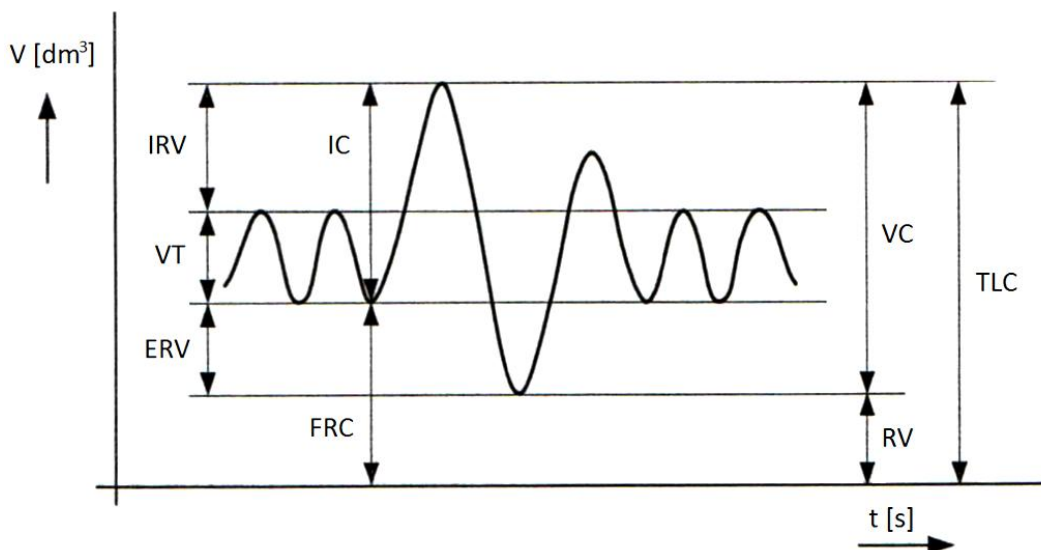 V [dm³]
IRV
IC
VT
VC
TLC
ERV
FRC
RV
t [s]